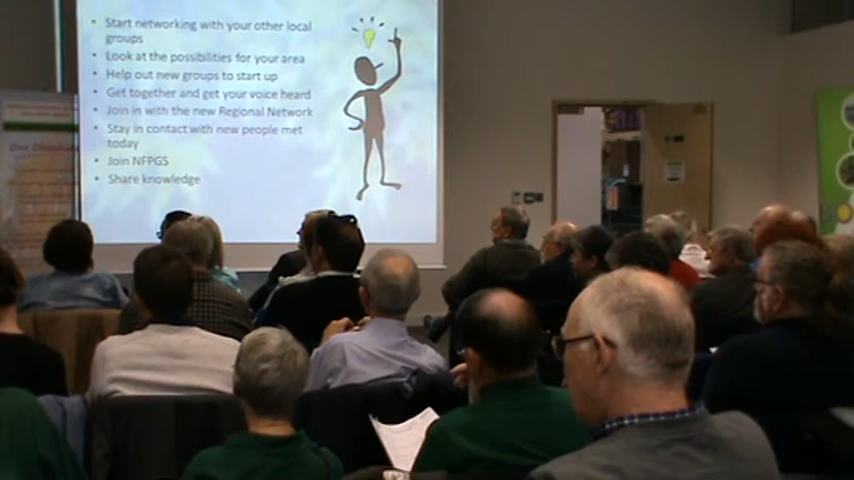 • Start networking with your other local
groups
• Look at the possibilities for your area
• Help out new groups to start up
• Get together and get your voice heard
• Join in with the new Regional Network
• Stay in contact with new people met
today
• Join NFPGS
• Share knowledge